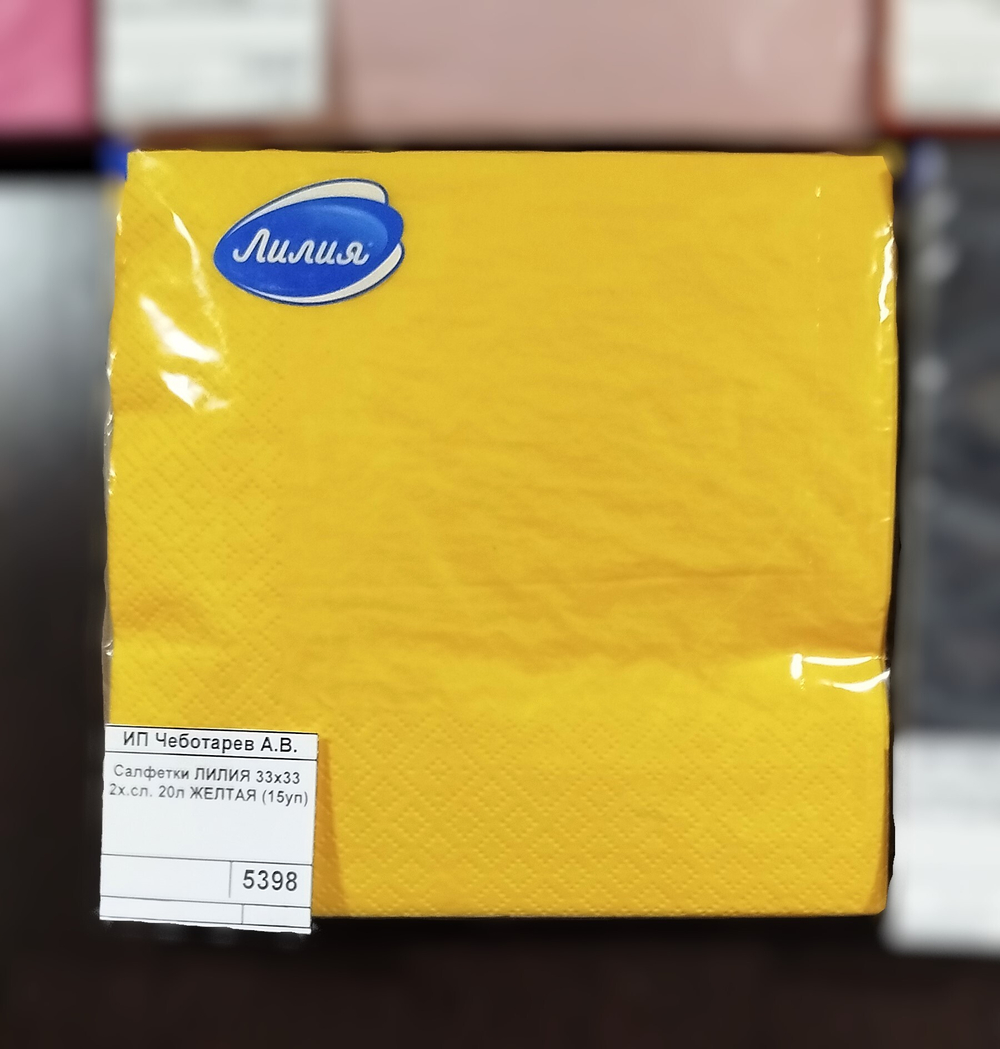 Лилия
ИП Чеботарев А.В.
Салфетки ЛИЛИЯ 33х33
2х.сл. 20л ЖЕЛТАЯ (15уп)
5398